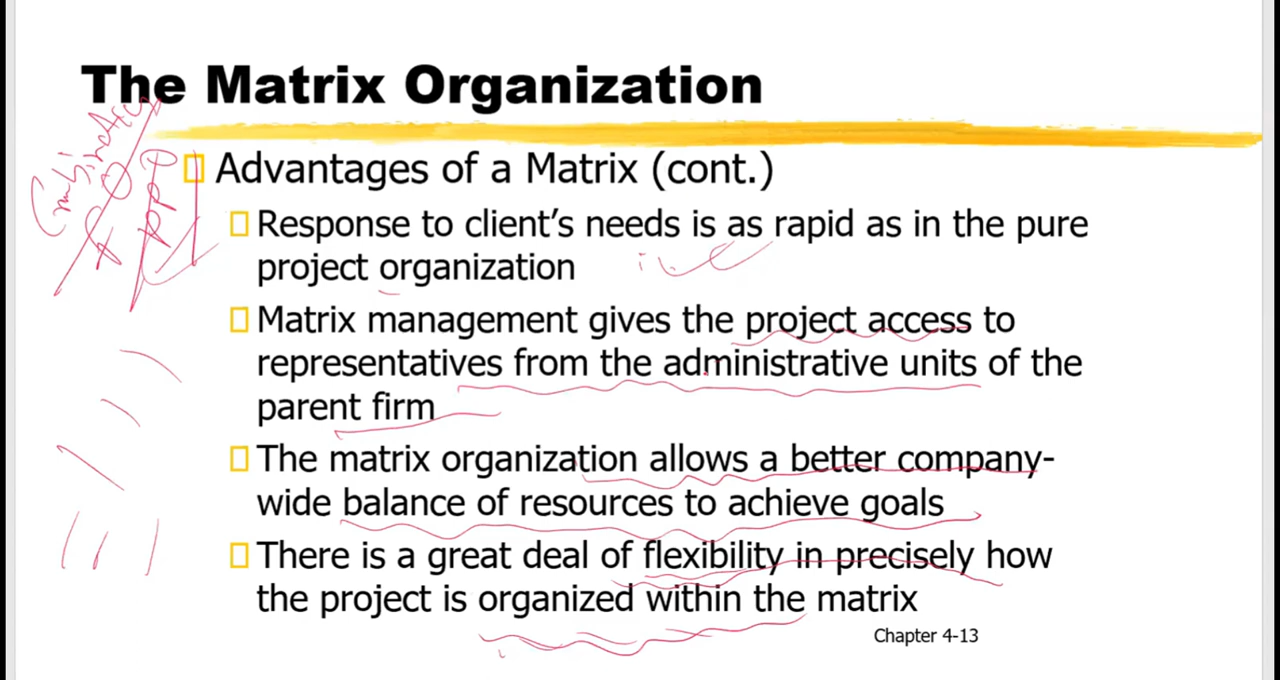 The Matrix Organization
Advantages of a Matrix (cont.)
Response to client's needs is as rapid as in the pure
project organization
Matrix management gives the project access to
representatives from the administrative units of the
parent firm
The matrix organization allows a better company-
wide balance of resources to achieve goals
There is a great deal of flexibility in precisely how
the project is organized within the matrix
Chapter 4-13